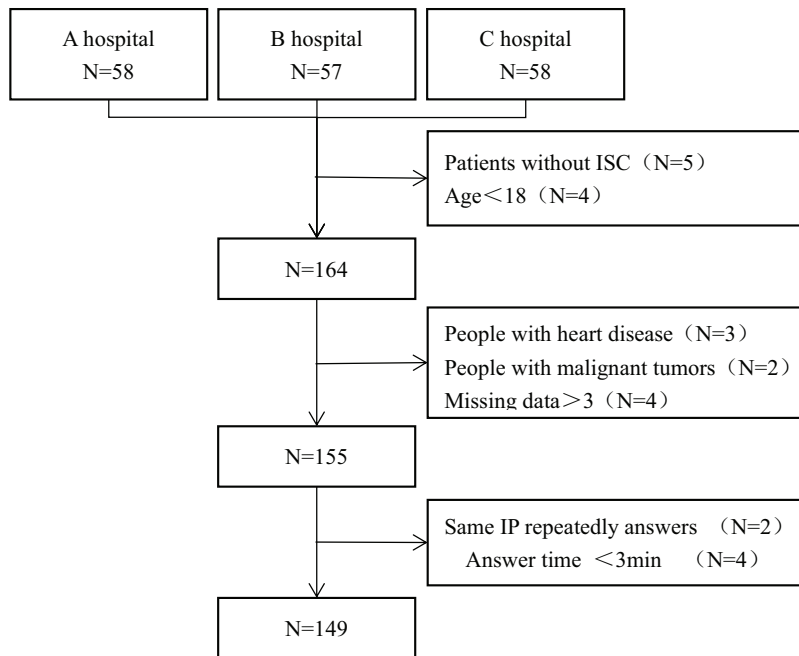 A hospital
N=58
B hospital
N=57
C hospital
N=58
Patients without ISC（N=5）
Age＜18（N=4）
N=164
People with heart disease（N=3）
People with malignant tumors（N=2）
Missing data＞3（N=4）
N=155
Same IP repeatedly answers （N=2）
Answer time ＜3min （N=4）
N=149